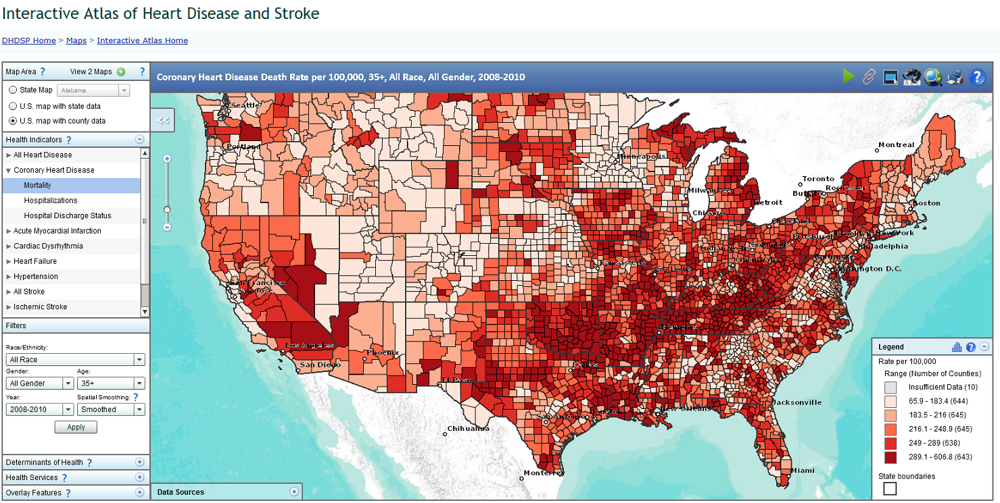 Interactive Atlas of Heart Disease and Stroke
DHDSP Home > Maps > Interactive Atlas Home
Map Area ? View 2 Maps ?
State Map Alabama
U.S. map with state data
U.S. map with county data
Health Indicators ?
All Heart Disease
Coronary Heart Disease
Mortality
Hospitalizations
Hospital Discharge Status
Acute Myocardial Infarction
Cardiac Dysrhythmia
Heart Failure
Hypertension
All Stroke
Ischemic Stroke
Filters
Race/Ethnicity:
All Race
Gender: Age:
All Gender 35+
Year: Spatial Smoothing: ?
2008-2010 Smoothed
Apply
Determinants of Health ?
Health Services ?
Overlay Features ?
Coronary Heart Disease Death Rate per 100,000, 35+, All Race, All Gender, 2008-2010
?
<<
Seattle
Portland
Minneapolis
Montreal
Toronto
Rochester
Buffalo
Milwaukee
Detroit
Boston
Chicago
Cleveland
Pittsburgh
Brooklyn
New York
Columbus
Indianapolis
Philadelphia
Cincinnati
Baltimore
Kansas City
St. Louis
Washington D.C.
San Francisco
San Jose
Memphis
Los Angeles
Phoenix
San Diego
Dallas
El Paso
Jacksonville
Houston
New Orleans
San Antonio
Chihuahua
Miami
Monterrey
Data Sources
Legend ?
Rate per 100,000
Range (Number of Counties)
Insufficient Data (10)
65.9 - 183.4 (644)
183.5 - 216 (645)
216.1 - 248.9 (645)
249 - 289 (638)
289.1 - 606.8 (643)
State boundaries